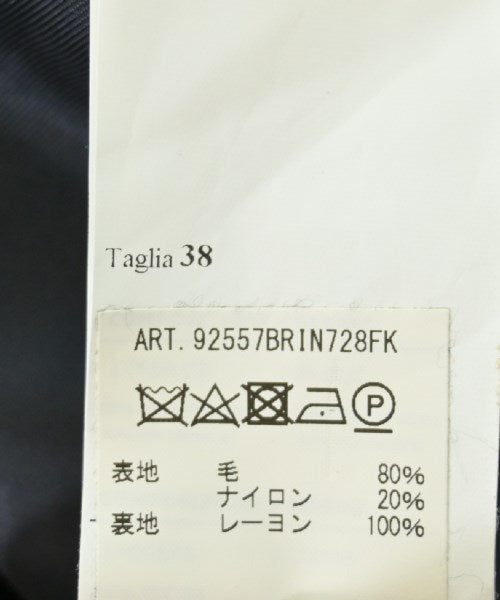 Taglia 38
ART. 92557BRIN728FK
P
表地 毛 80%
ナイロン 20%
裏地 レーヨン 100%